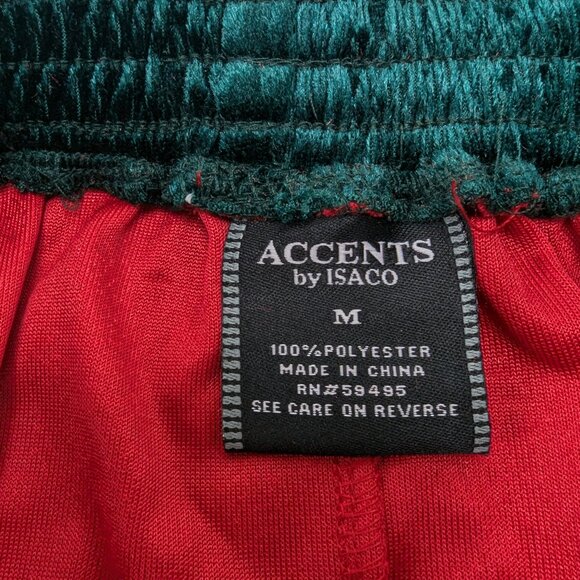 ACCENTS
by ISACO
M
100%POLYESTER
MADE IN CHINA
RN#59495
SEE CARE ON REVERSE